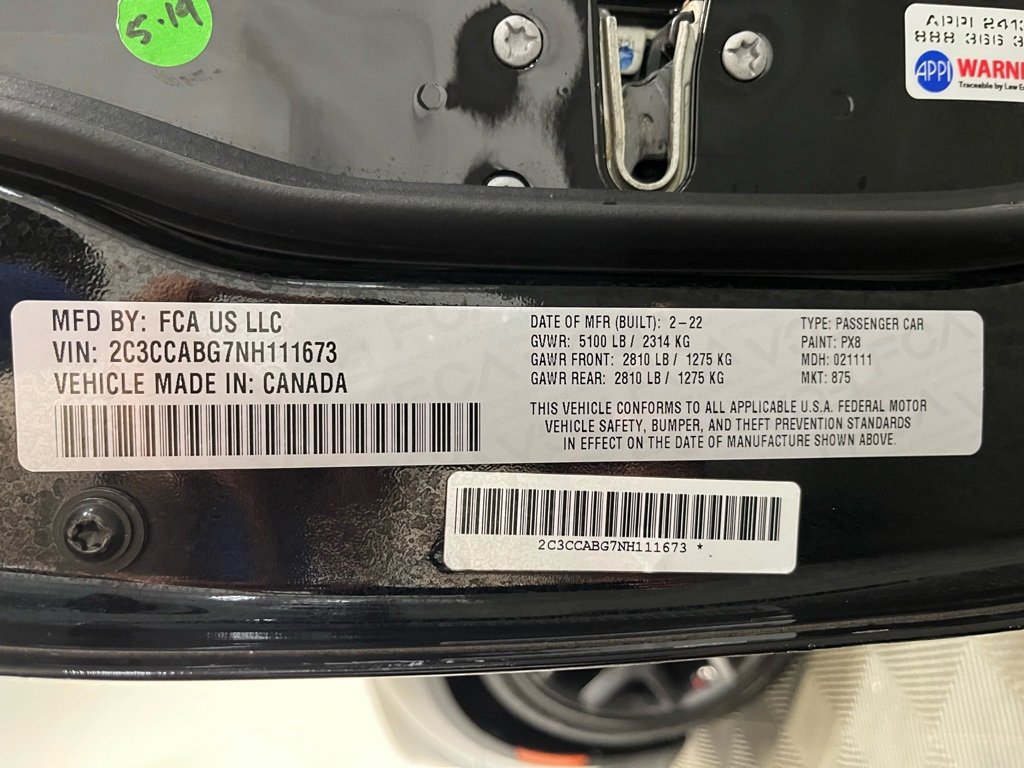 5-19
APPI 241
888 366 3
APPI WARN
Traceable by Law
MFD BY: FCA US LLC
VIN: 2C3CCABG7NH111673
VEHICLE MADE IN: CANADA
DATE OF MFR (BUILT): 2-22
GVWR: 5100 LB / 2314 KG
GAWR FRONT: 2810 LB / 1275 KG
GAWR REAR: 2810 LB / 1275 KG
TYPE: PASSENGER CAR
PAINT: PX8
MDH: 021111
MKT: 875
THIS VEHICLE CONFORMS TO ALL APPLICABLE U.S.A. FEDERAL MOTOR
VEHICLE SAFETY, BUMPER, AND THEFT PREVENTION STANDARDS
IN EFFECT ON THE DATE OF MANUFACTURE SHOWN ABOVE.
2C3CCABG7NH111673 *